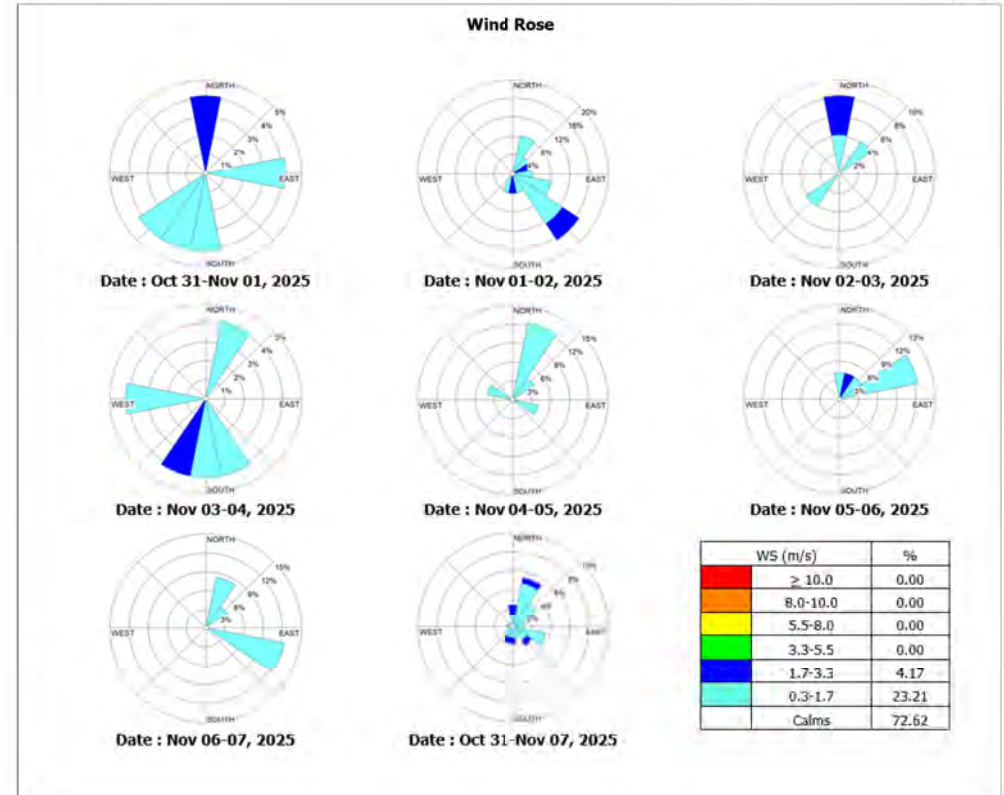 Wind Rose
NORTH
5%
4%
3%
2%
1%
WEST
EAST
SOUTH
Date : Oct 31-Nov 01, 2025
NORTH
20%
16%
12%
8%
4%
WEST
EAST
SOUTH
Date : Nov 01-02, 2025
NORTH
10%
8%
6%
4%
2%
WEST
EAST
SOUTH
Date : Nov 02-03, 2025
NORTH
5%
4%
3%
2%
1%
WEST
EAST
SOUTH
Date : Nov 03-04, 2025
NORTH
15%
12%
9%
6%
3%
WEST
EAST
SOUTH
Date : Nov 04-05, 2025
NORTH
12%
9%
6%
3%
WEST
EAST
SOUTH
Date : Nov 05-06, 2025
NORTH
15%
12%
9%
6%
3%
WEST
EAST
SOUTH
Date : Nov 06-07, 2025
NORTH
8%
6%
4%
2%
WEST
EAST
SOUTH
Date : Oct 31-Nov 07, 2025
WS (m/s) %
≥ 10.0 0.00
8.0-10.0 0.00
5.5-8.0 0.00
3.3-5.5 0.00
1.7-3.3 4.17
0.3-1.7 23.21
Calms 72.62